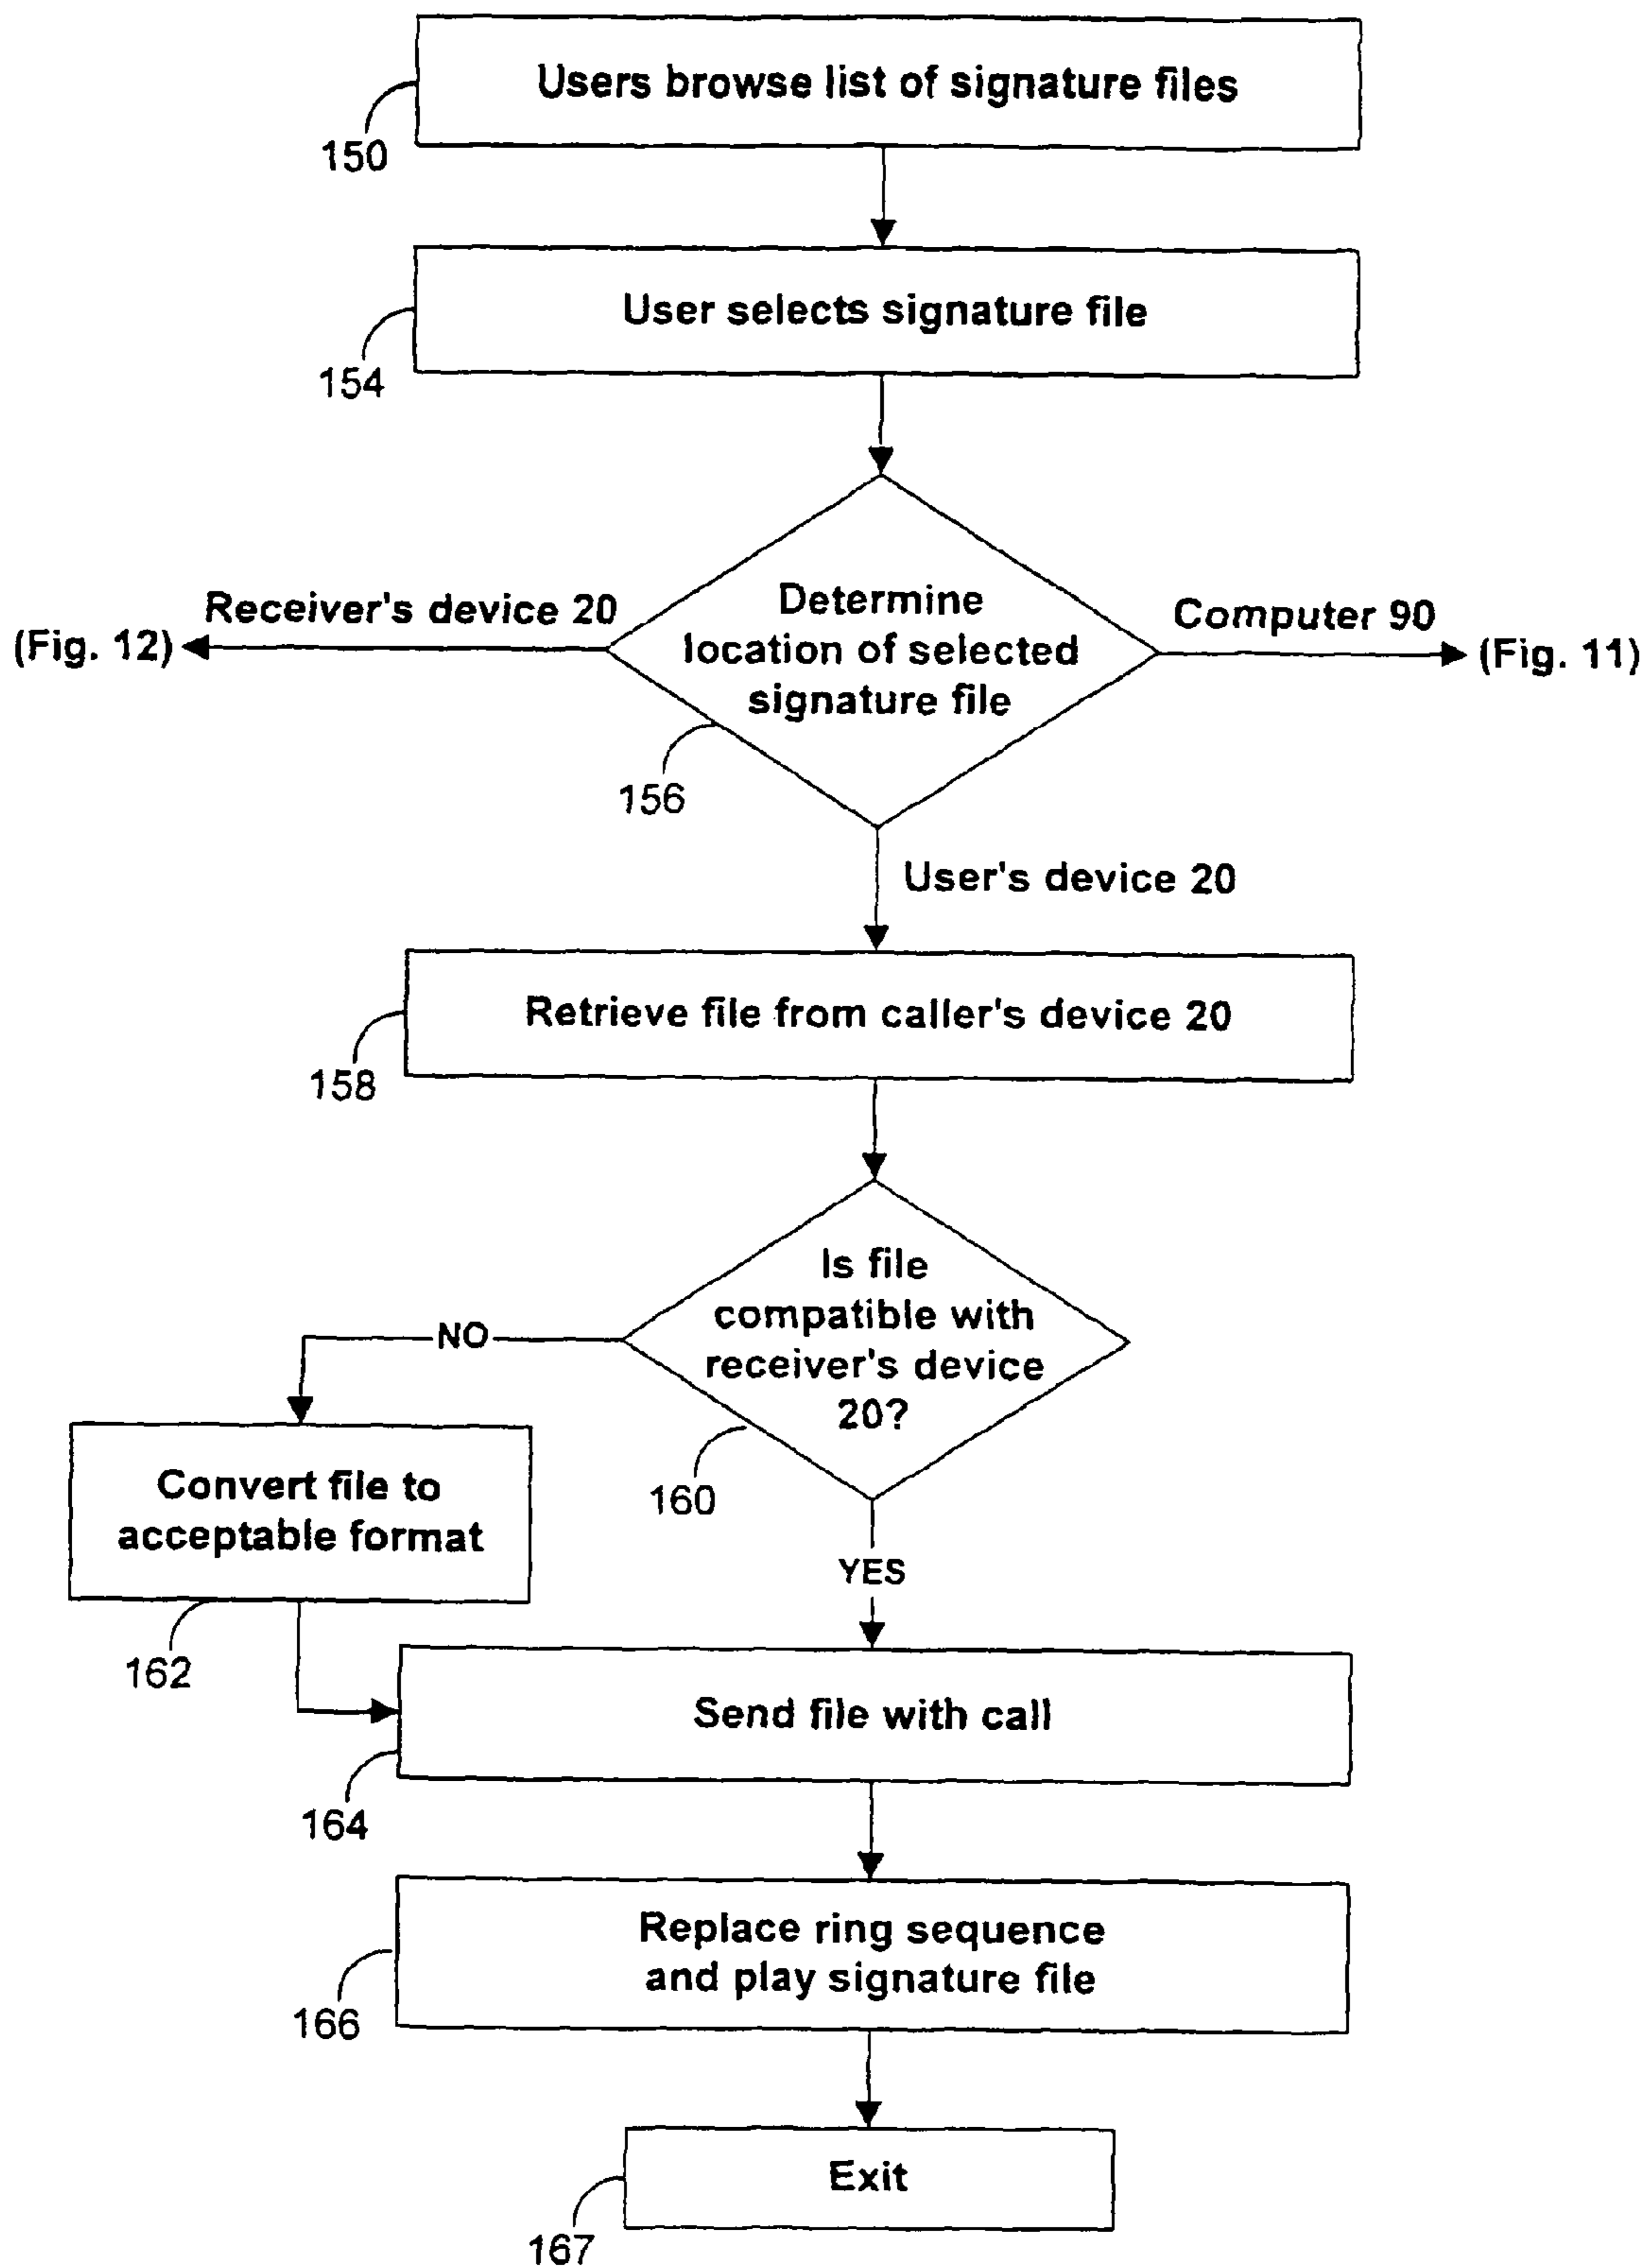 Users browse list of signature files
150
User selects signature file
154
Determine
location of selected
signature file
Receiver's device 20
(Fig. 12)
Computer 90
(Fig. 11)
156
User's device 20
Retrieve file from caller's device 20
158
Is file
compatible with
receiver's device
20?
NO
160
Convert file to
acceptable format
YES
162
Send file with call
164
Replace ring sequence
and play signature file
166
Exit
167